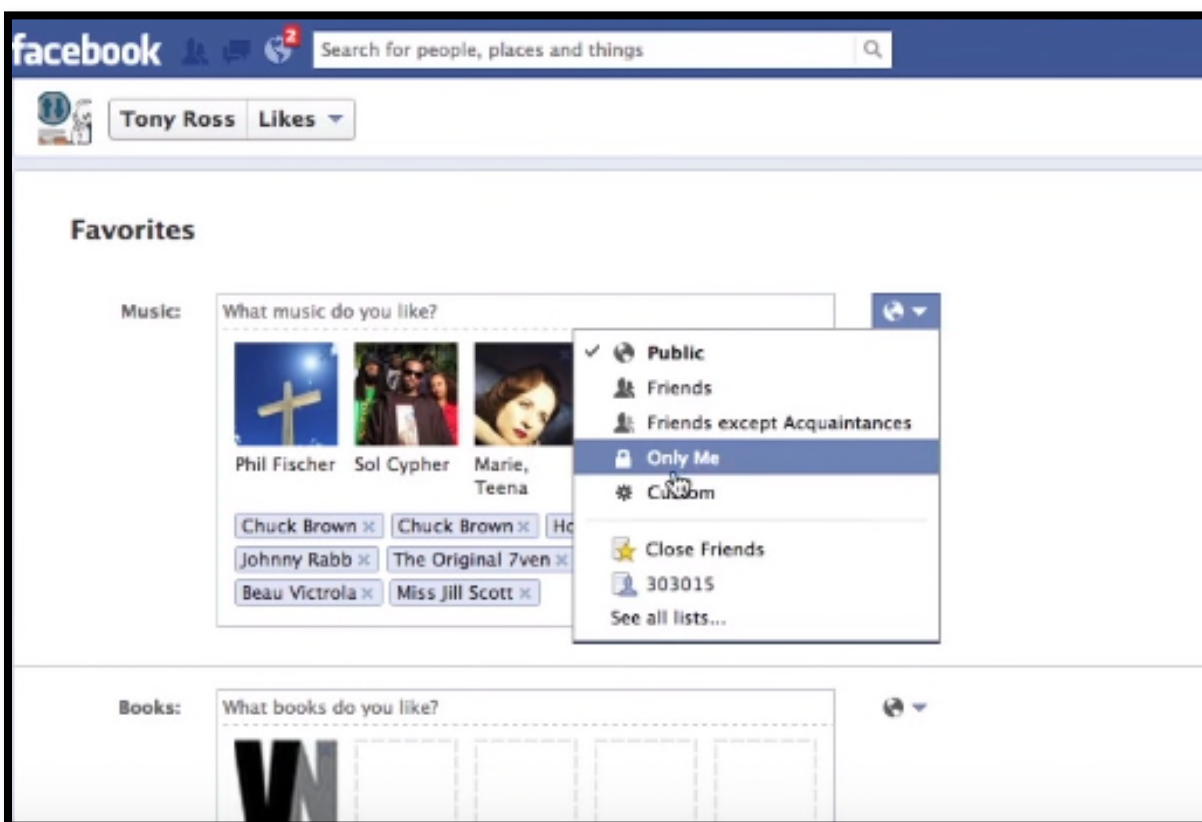 facebook 2 Search for people, places and things
Tony Ross Likes
Favorites
Music: What music do you like?
Public
Friends
Friends except Acquaintances
Only Me
Custom
Close Friends
303015
See all lists...
Phil Fischer Sol Cypher Marie,
Teena
Chuck Brown × Chuck Brown × Ho
Johnny Rabb × The Original 7ven ×
Beau Victrola × Miss Jill Scott ×
Books: What books do you like?